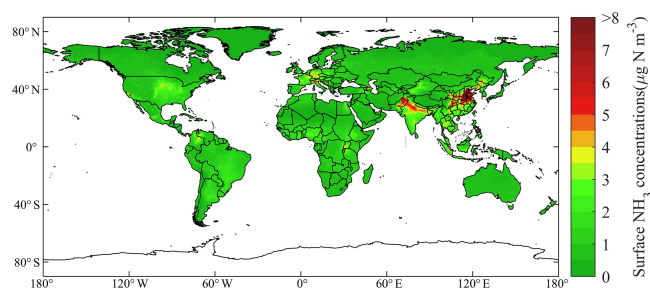 80° N
40° N
0°
40° S
80° S
180° W
120° W
60° W
0°
60° E
120° E
180°
>8
7
6
5
4
3
2
1
0
Surface NH3 concentrations(μg N m-3)